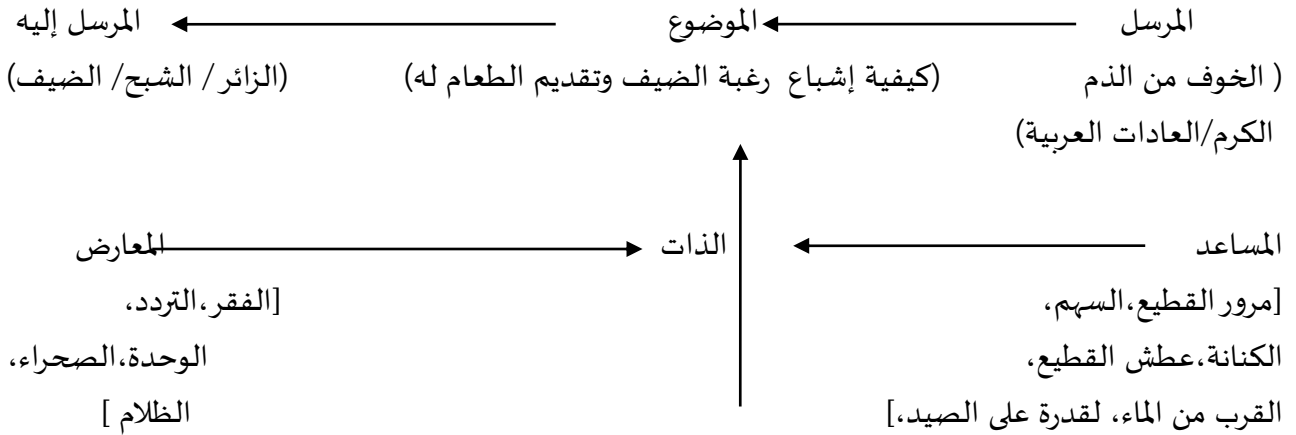 المرسل الموضوع المرسل إليه
( الخوف من الذم (كيفية إشباع رغبة الضيف وتقديم الطعام له) (الزائر / الشبح/ الضيف)
الكرم/العادات العربية)
المساعد الذات المعارض
[مرور القطيع،السهم، [الفقر،التردد،
الكنانة،عطش القطيع، الوحدة،الصحراء،
القرب من الماء، لقدرة على الصيد،] الظلام ]